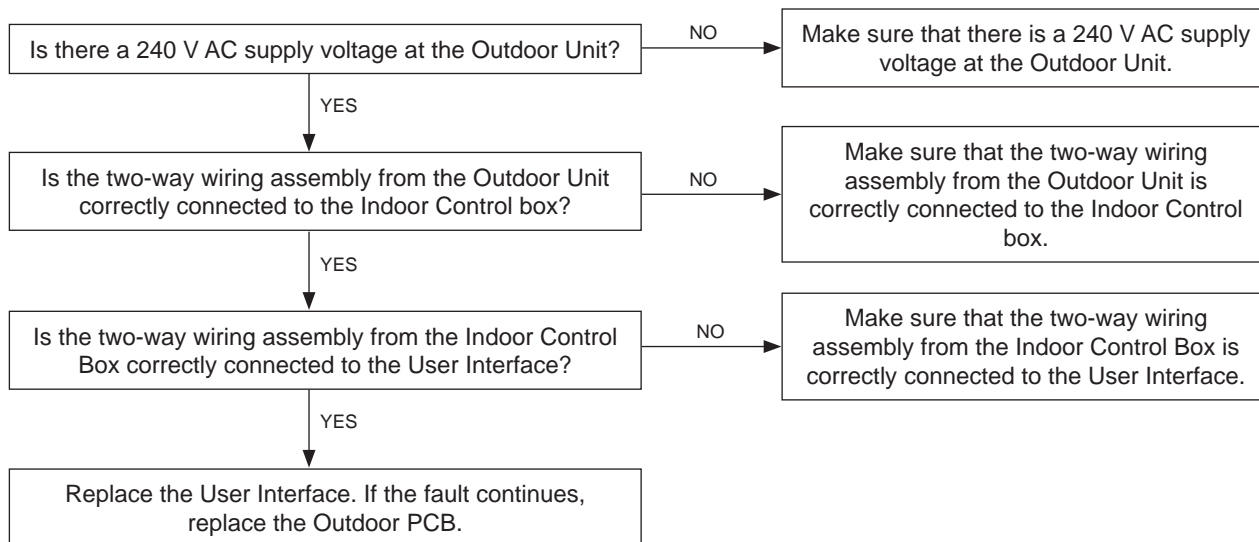 Is there a 240 V AC supply voltage at the Outdoor Unit?
NO
Make sure that there is a 240 V AC supply
voltage at the Outdoor Unit.
YES
Is the two-way wiring assembly from the Outdoor Unit
correctly connected to the Indoor Control box?
NO
Make sure that the two-way wiring
assembly from the Outdoor Unit is
correctly connected to the Indoor Control
box.
YES
Is the two-way wiring assembly from the Indoor Control
Box correctly connected to the User Interface?
NO
Make sure that the two-way wiring
assembly from the Indoor Control Box is
correctly connected to the User Interface.
YES
Replace the User Interface. If the fault continues,
replace the Outdoor PCB.